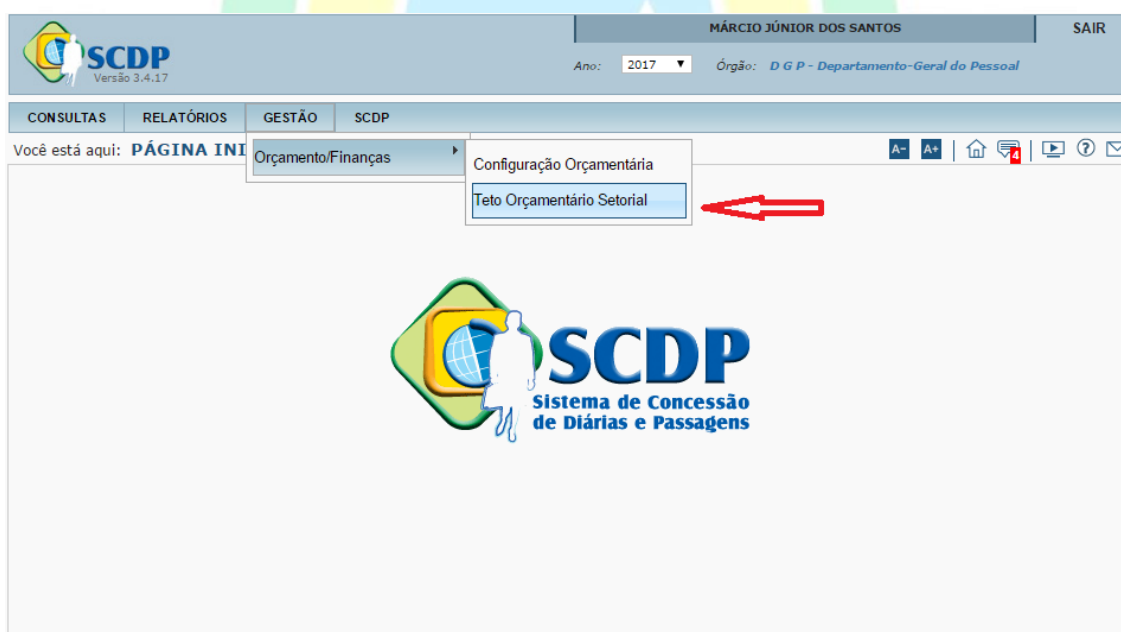 MÁRCIO JÚNIOR DOS SANTOS
SAIR
SCDP
Versão 3.4.17
Ano: 2017 Órgão: D G P - Departamento-Geral do Pessoal
CONSULTAS RELATÓRIOS GESTÃO SCDP
Você está aqui: PÁGINA INI
A- A+ 4
Orçamento/Finanças
Configuração Orçamentária
Teto Orçamentário Setorial
SCDP
Sistema de Concessão
de Diárias e Passagens